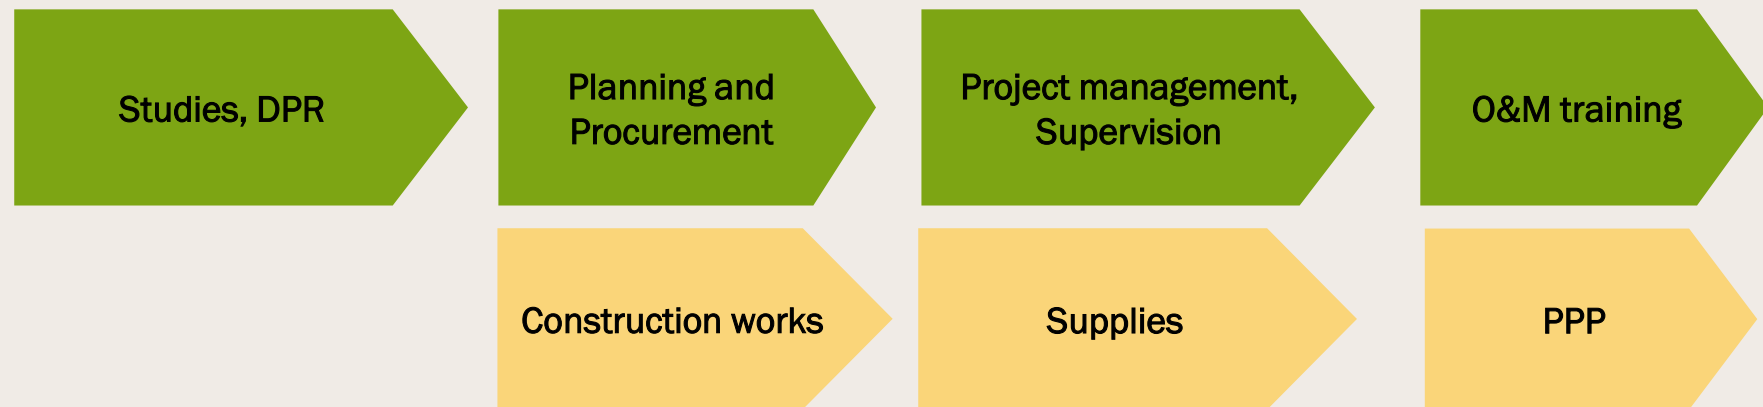 Studies, DPR
Planning and
Procurement
Project management,
Supervision
O&M training
Construction works
Supplies
PPP